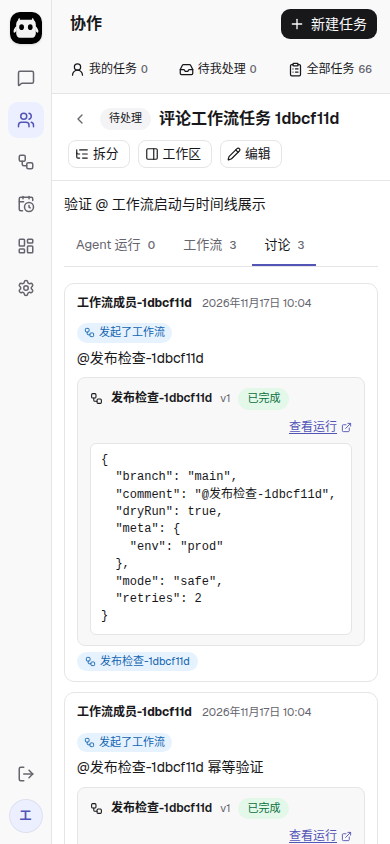 协作
新建任务
我的任务 0
待我处理 0
全部任务 66
待处理
评论工作流任务 1dbcf11d
拆分
工作区
编辑
验证 @ 工作流启动与时间线展示
Agent 运行 0
工作流 3
讨论 3
工作流成员-1dbcf11d 2026年11月17日 10:04
发起了工作流
@发布检查-1dbcf11d
发布检查-1dbcf11d v1 已完成
查看运行
{
"branch": "main",
"comment": "@发布检查-1dbcf11d",
"dryRun": true,
"meta": {
"env": "prod"
},
"mode": "safe",
"retries": 2
}
发布检查-1dbcf11d
工作流成员-1dbcf11d 2026年11月17日 10:04
发起了工作流
@发布检查-1dbcf11d 幂等验证
发布检查-1dbcf11d v1 已完成
查看运行
工